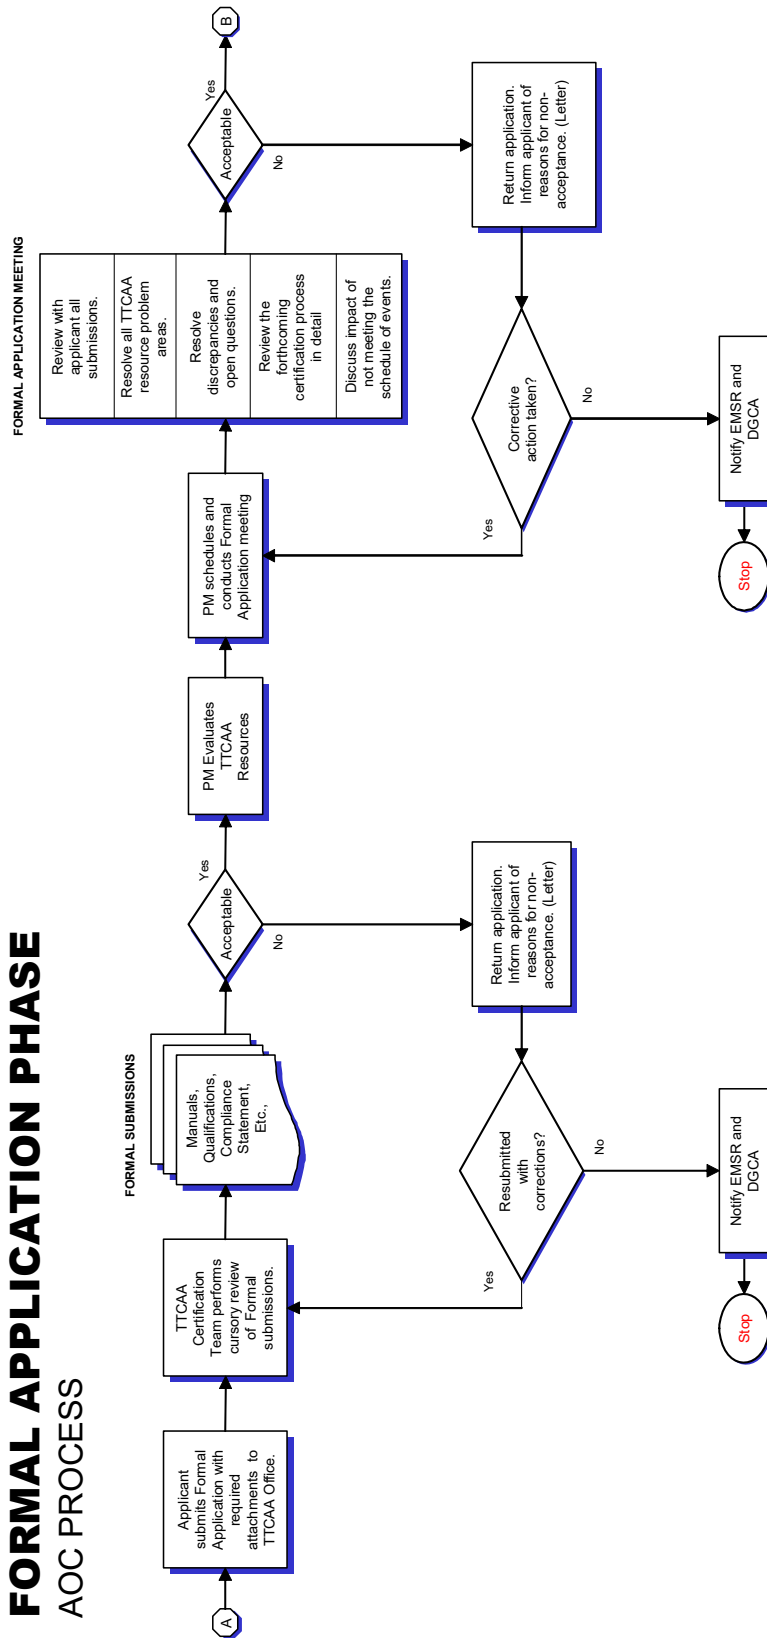 FORMAL APPLICATION PHASE
AOC PROCESS
A
Applicant
submits Formal
Application with
required
attachments to
TTCAA Office.
TTCAA
Certification
Team performs
cursory review
of Formal
submissions.
FORMAL SUBMISSIONS
Manuals,
Qualifications,
Compliance
Statement,
Etc.,
Acceptable
Yes
No
PM Evaluates
TTCAA
Resources
PM schedules and
conducts Formal
Application meeting
FORMAL APPLICATION MEETING
Review with
applicant all
submissions.
Resolve all TTCAA
resource problem
areas.
Resolve
discrepancies and
open questions.
Review the
forthcoming
certification process
in detail
Discuss impact of
not meeting the
schedule of events.
Acceptable
Yes
No
B
Return application.
Inform applicant of
reasons for non-
acceptance. (Letter)
Resubmitted
with
corrections?
Yes
No
Notify EMSR and
DGCA
Stop
Return application.
Inform applicant of
reasons for non-
acceptance. (Letter)
Corrective
action taken?
Yes
No
Notify EMSR and
DGCA
Stop